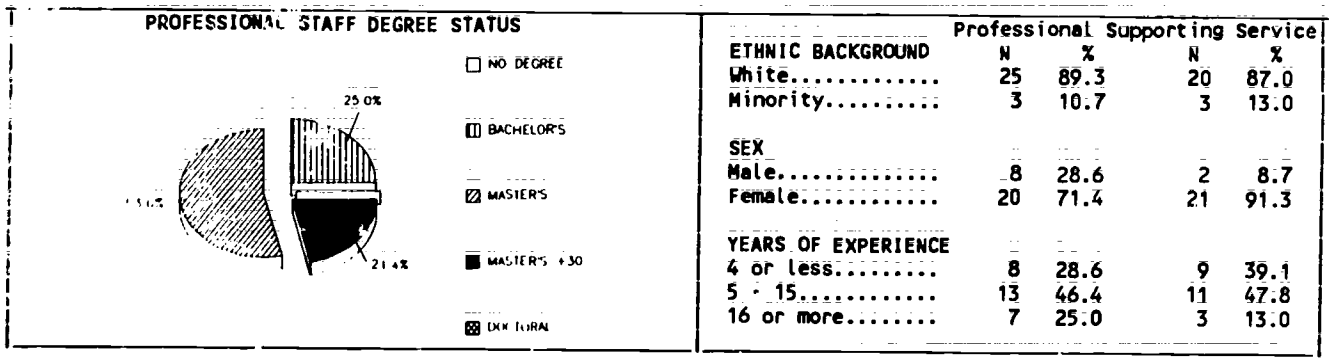 PROFESSIONAL STAFF DEGREE STATUS
NO DEGREE
25.0%
BACHELOR'S
MASTER'S
21.4%
MASTER'S +30
DOCTORAL
Professional Supporting Service
ETHNIC BACKGROUND N % N %
White............. 25 89.3 20 87.0
Minority.......... 3 10.7 3 13.0
SEX
Male.............. 8 28.6 2 8.7
Female............ 20 71.4 21 91.3
YEARS OF EXPERIENCE
4 or less......... 8 28.6 9 39.1
5 - 15............ 13 46.4 11 47.8
16 or more........ 7 25.0 3 13.0